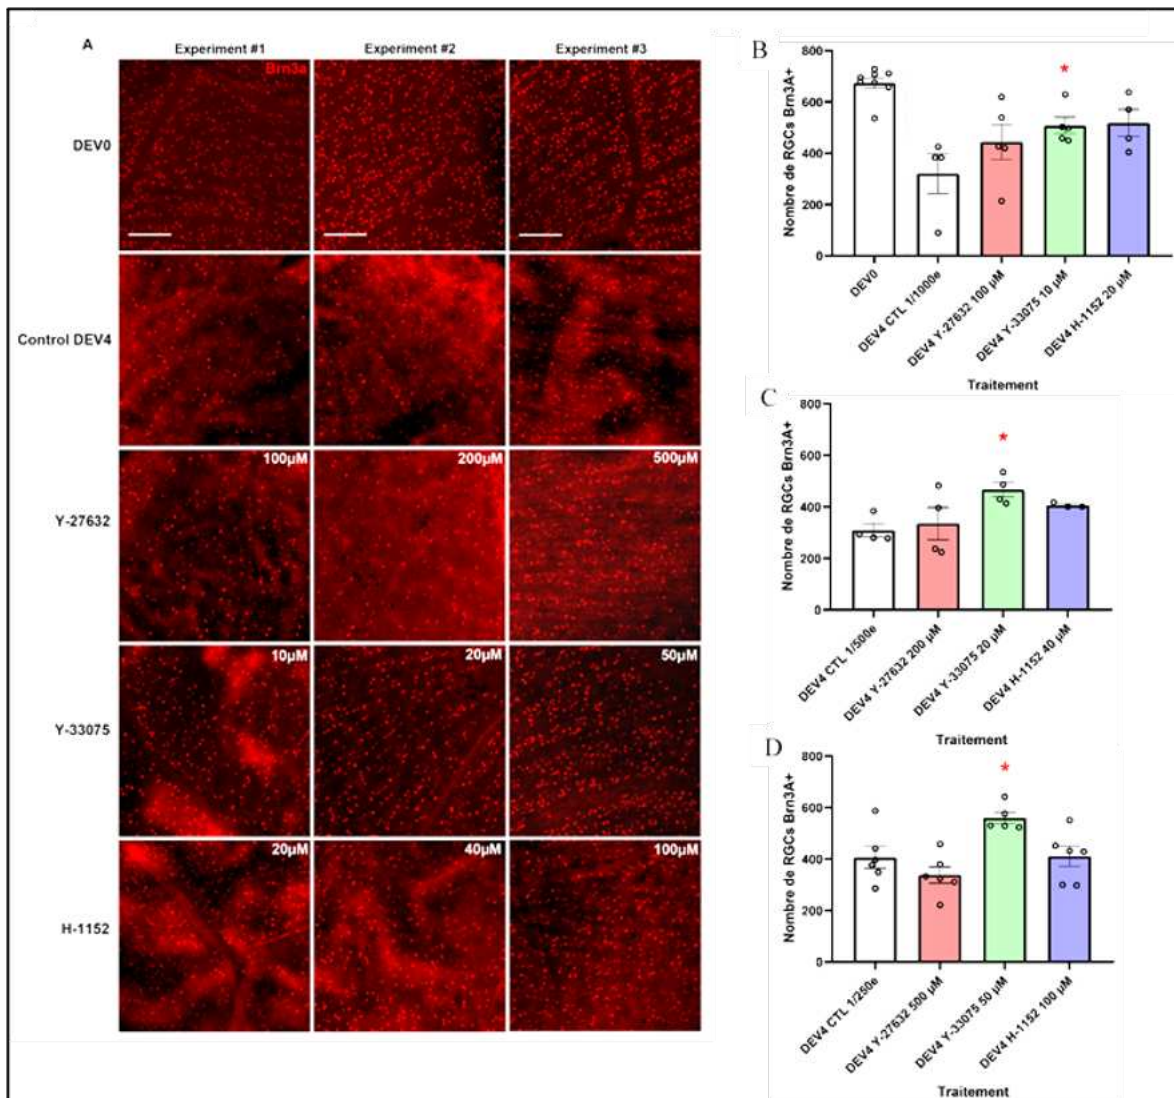 A
Experiment #1 Experiment #2 Experiment #3
Brn3a
DEV0
Control DEV4
100µM 200µM 500µM
Y-27632
10µM 20µM 50µM
Y-33075
20µM 40µM 100µM
H-1152
B
Nombre de RGCs Brn3A+
800
600
400
200
0
*
DEV0
DEV4 CTL 1/1000e
DEV4 Y-27632 100 µM
DEV4 Y-33075 10 µM
DEV4 H-1152 20 µM
Traitement
C
Nombre de RGCs Brn3A+
800
600
400
200
0
*
DEV4 CTL 1/500e
DEV4 Y-27632 200 µM
DEV4 Y-33075 20 µM
DEV4 H-1152 40 µM
Traitement
D
Nombre de RGCs Brn3A+
800
600
400
200
0
*
DEV4 CTL 1/250e
DEV4 Y-27632 500 µM
DEV4 Y-33075 50 µM
DEV4 H-1152 100 µM
Traitement